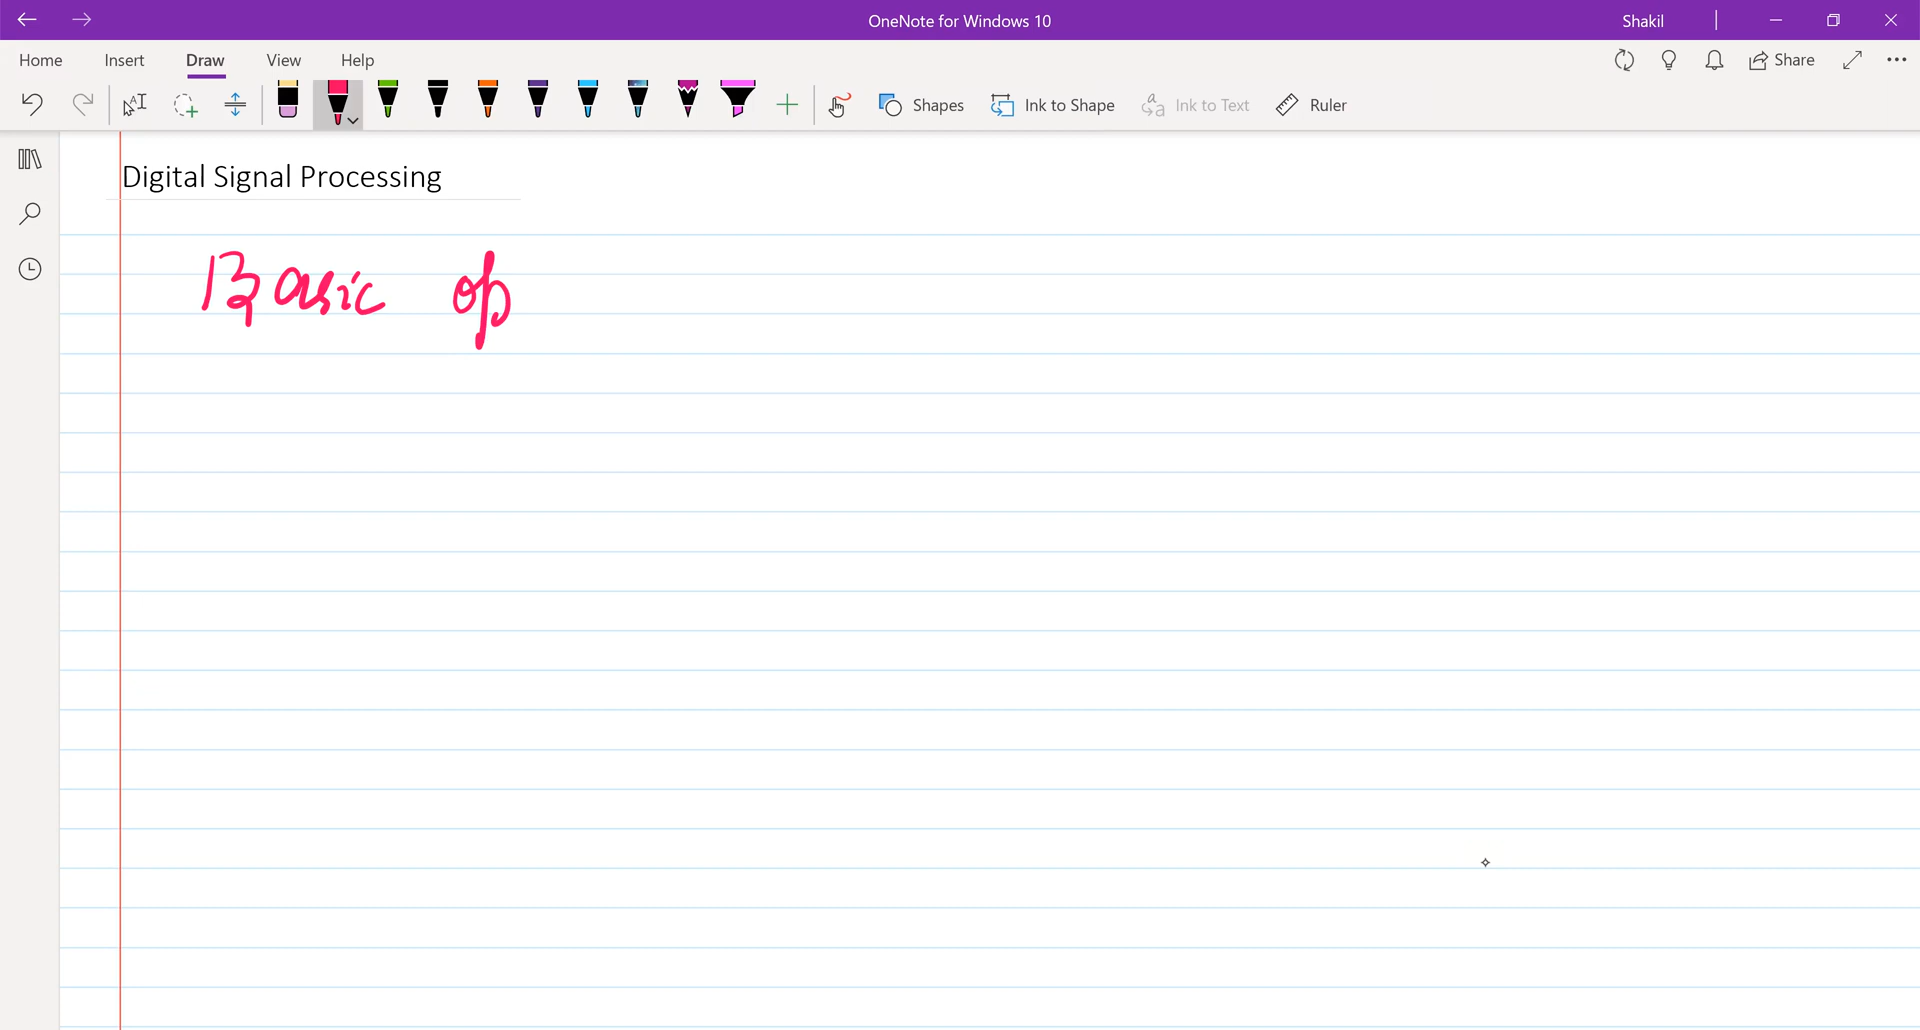 OneNote for Windows 10 Shakil
Home Insert Draw View Help Share
Shapes Ink to Shape Ink to Text Ruler
Digital Signal Processing
Basic op